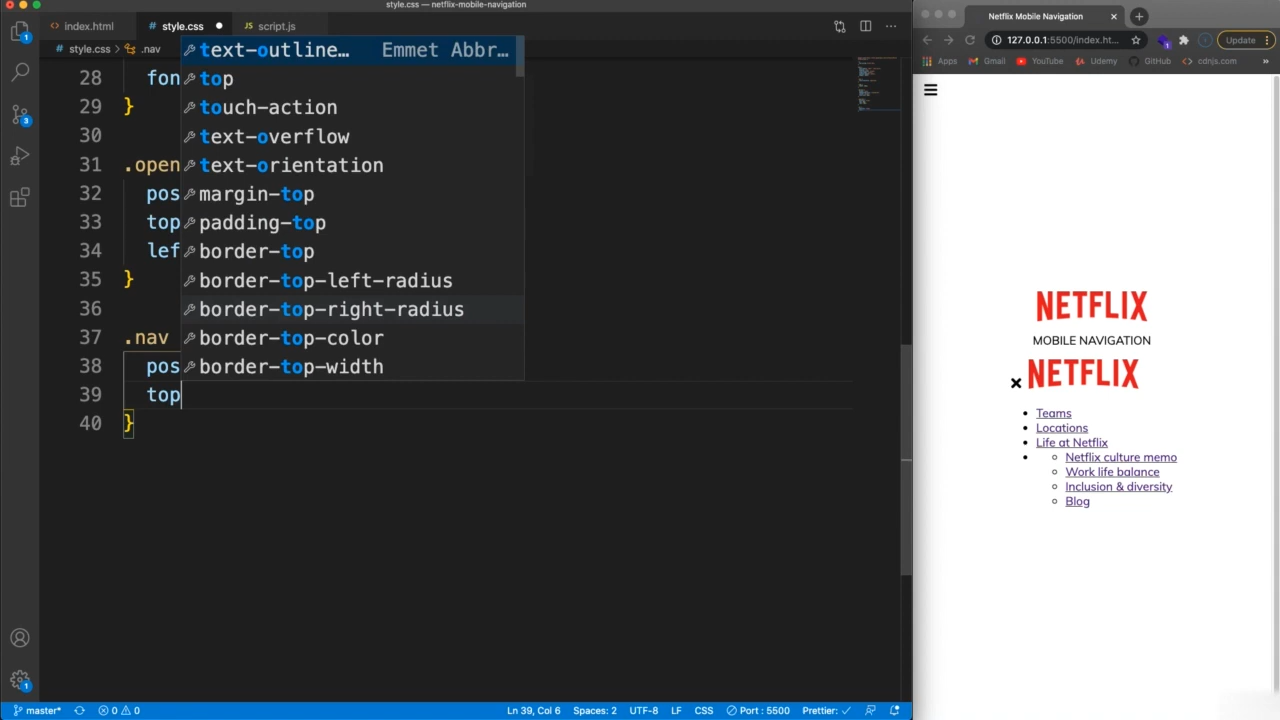 style.css — netflix-mobile-navigation
index.html
style.css
script.js
style.css
.nav
28 fon
29 }
30
31 .open
32 pos
33 top
34 lef
35 }
36
37 .nav
38 pos
39 top
40 }
text-outline… Emmet Abbr…
top
touch-action
text-overflow
text-orientation
margin-top
padding-top
border-top
border-top-left-radius
border-top-right-radius
border-top-color
border-top-width
1
3
1
master*
0 0
Ln 39, Col 6
Spaces: 2
UTF-8
LF
CSS
Port : 5500
Prettier: ✓
Netflix Mobile Navigation
127.0.0.1:5500/index.ht...
1
Update
Apps
Gmail
YouTube
Udemy
GitHub
cdnjs.com
»
NETFLIX
MOBILE NAVIGATION
NETFLIX
Teams
Locations
Life at Netflix
Netflix culture memo
Work life balance
Inclusion & diversity
Blog